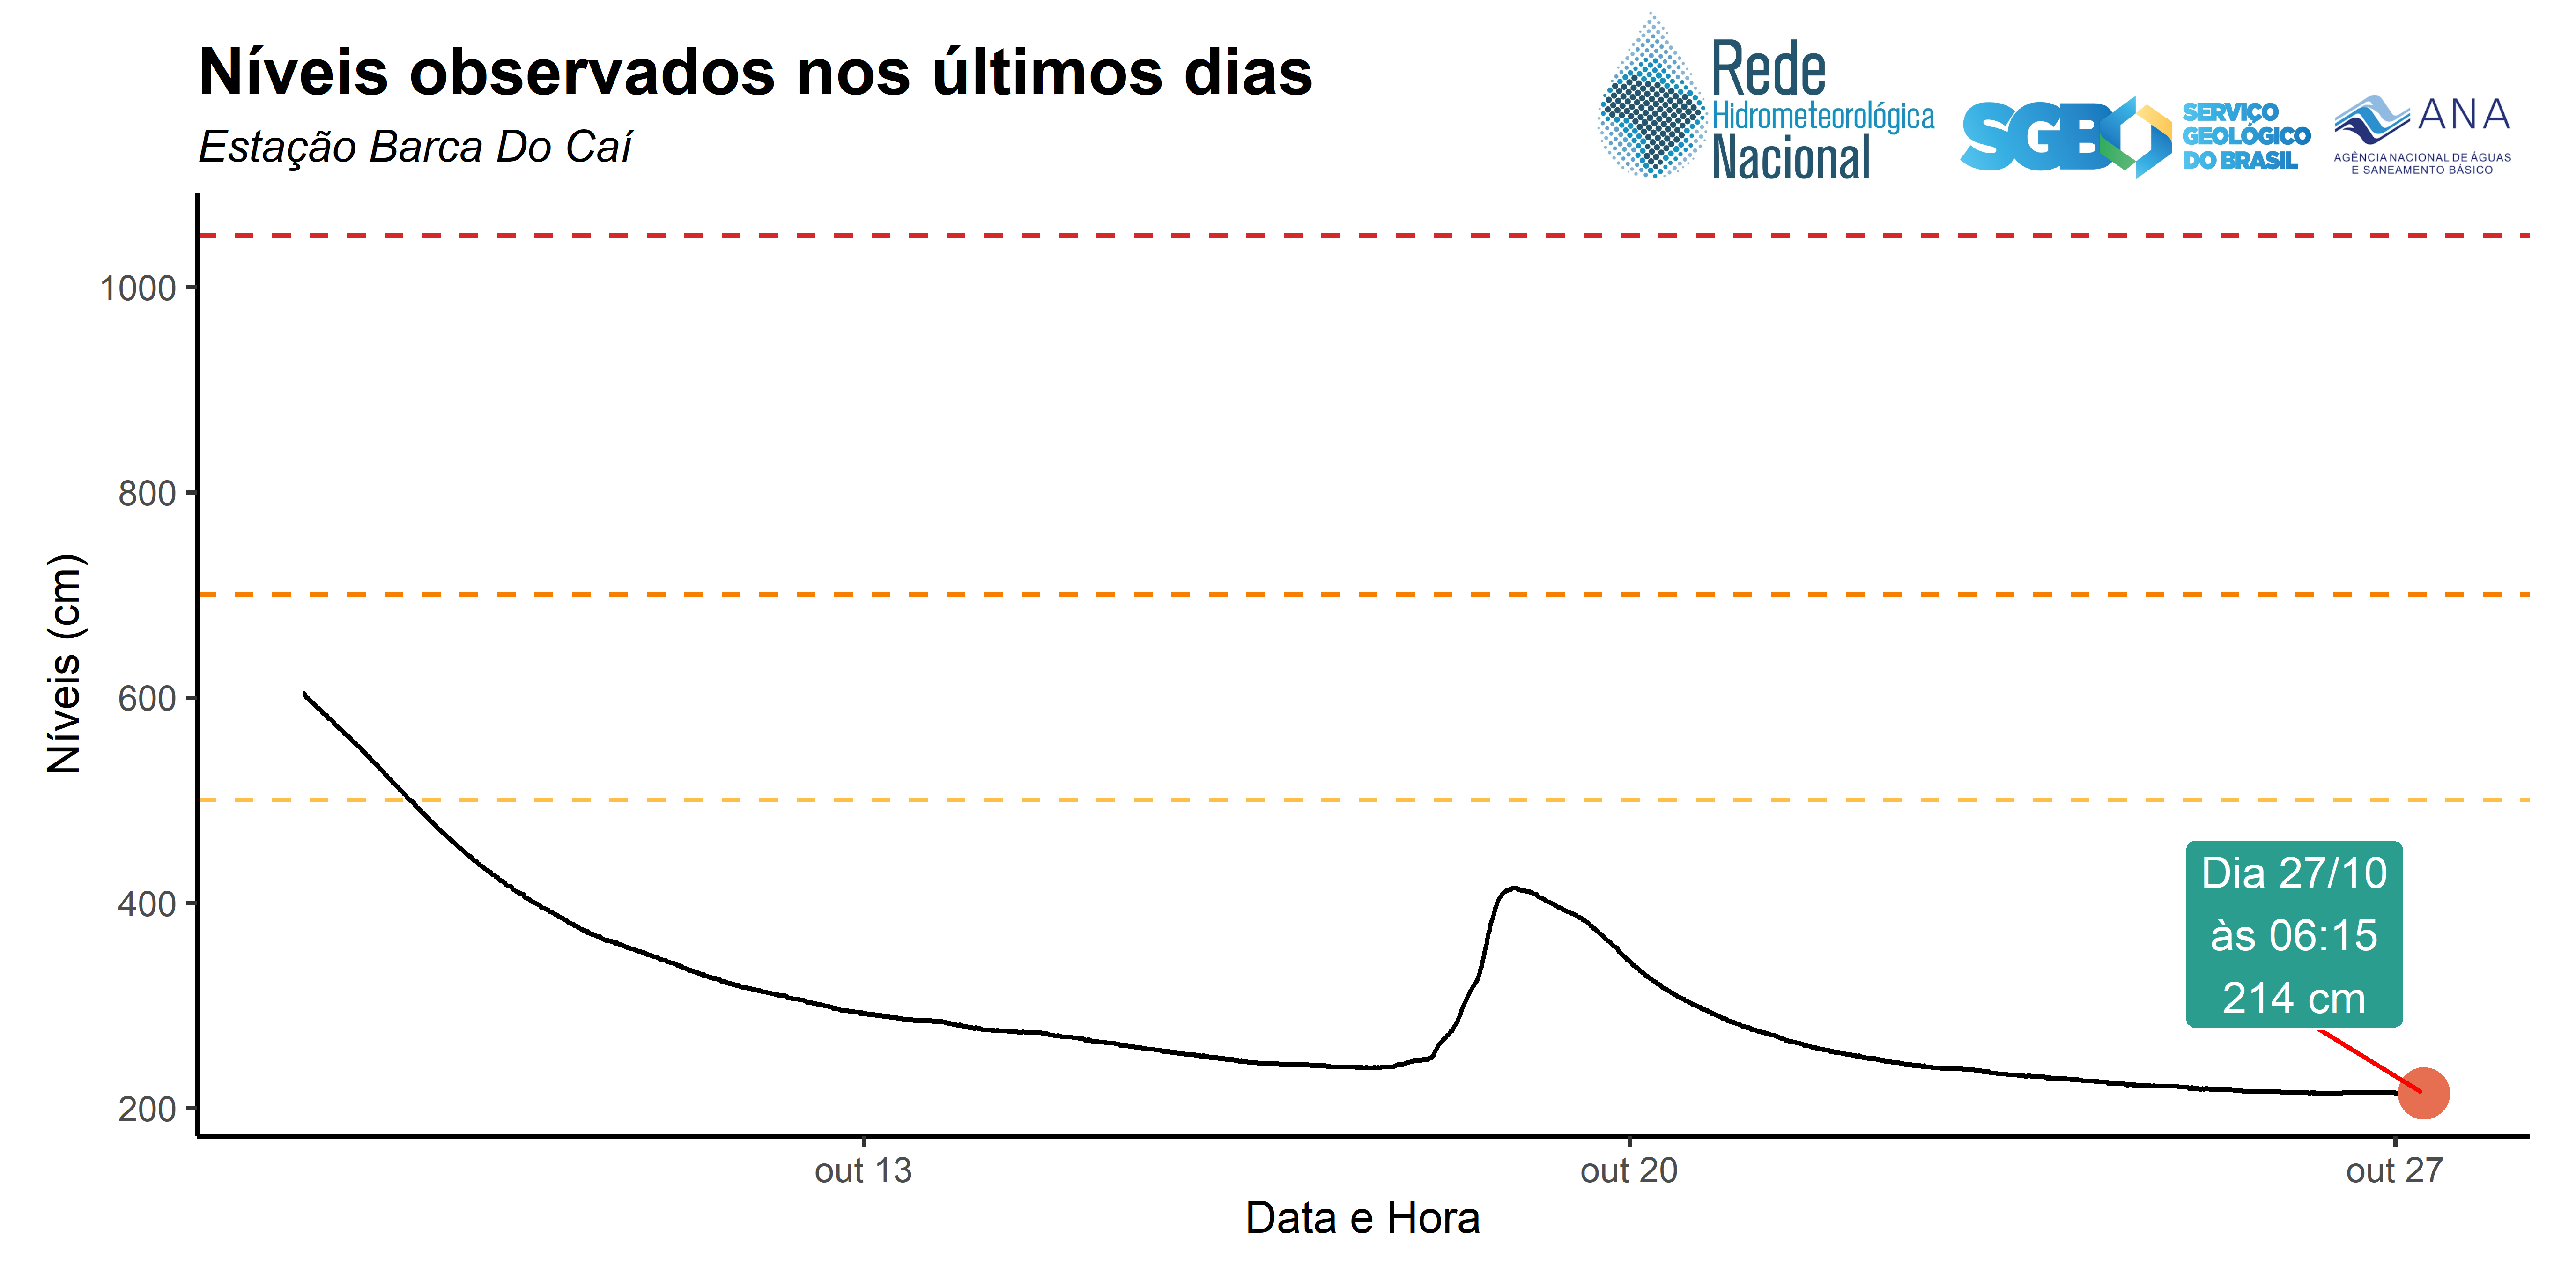 Níveis observados nos últimos dias
Estação Barca Do Caí
Rede
Hidrometeorológica
Nacional
SGB
SERVIÇO
GEOLÓGICO
DO BRASIL
ANA
AGÊNCIA NACIONAL DE ÁGUAS
E SANEAMENTO BÁSICO
Níveis (cm)
1000
800
600
400
200
Dia 27/10
às 06:15
214 cm
out 13
out 20
out 27
Data e Hora